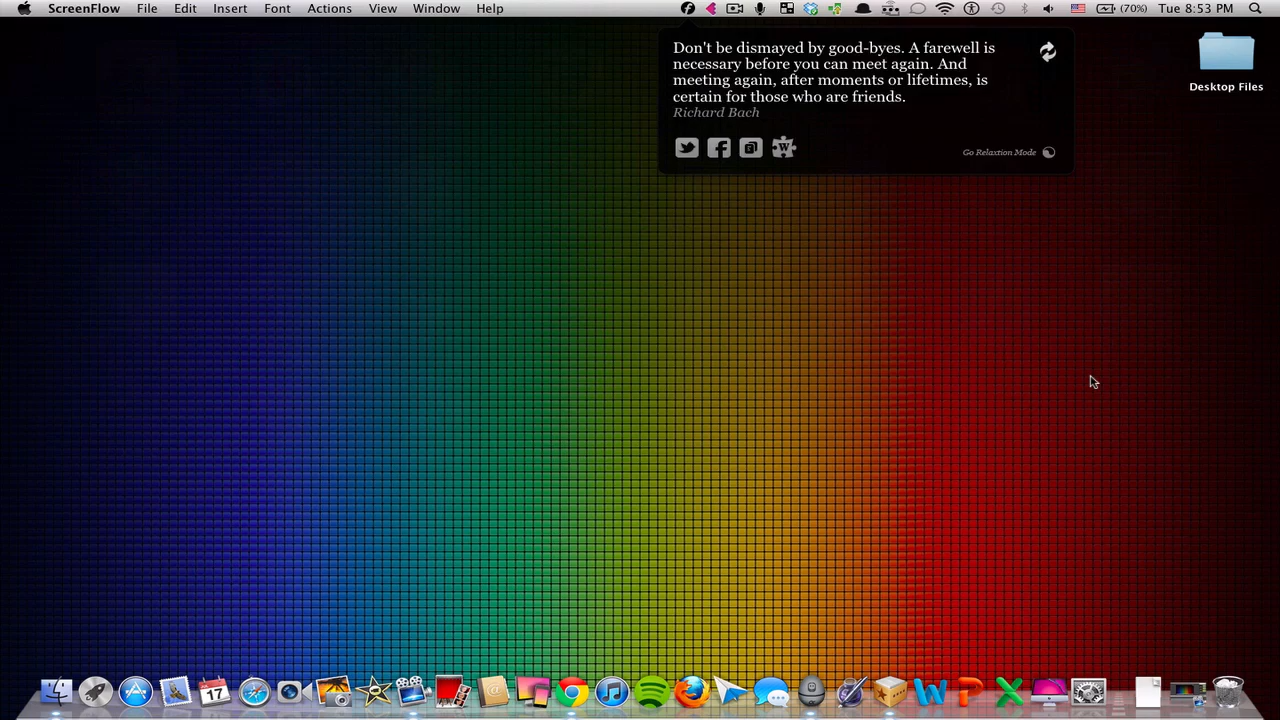 ScreenFlow File Edit Insert Font Actions View Window Help (70%) Tue 8:53 PM
Don't be dismayed by good-byes. A farewell is
necessary before you can meet again. And
meeting again, after moments or lifetimes, is
certain for those who are friends.
Richard Bach
W
Go Relaxtion Mode
Desktop Files
17